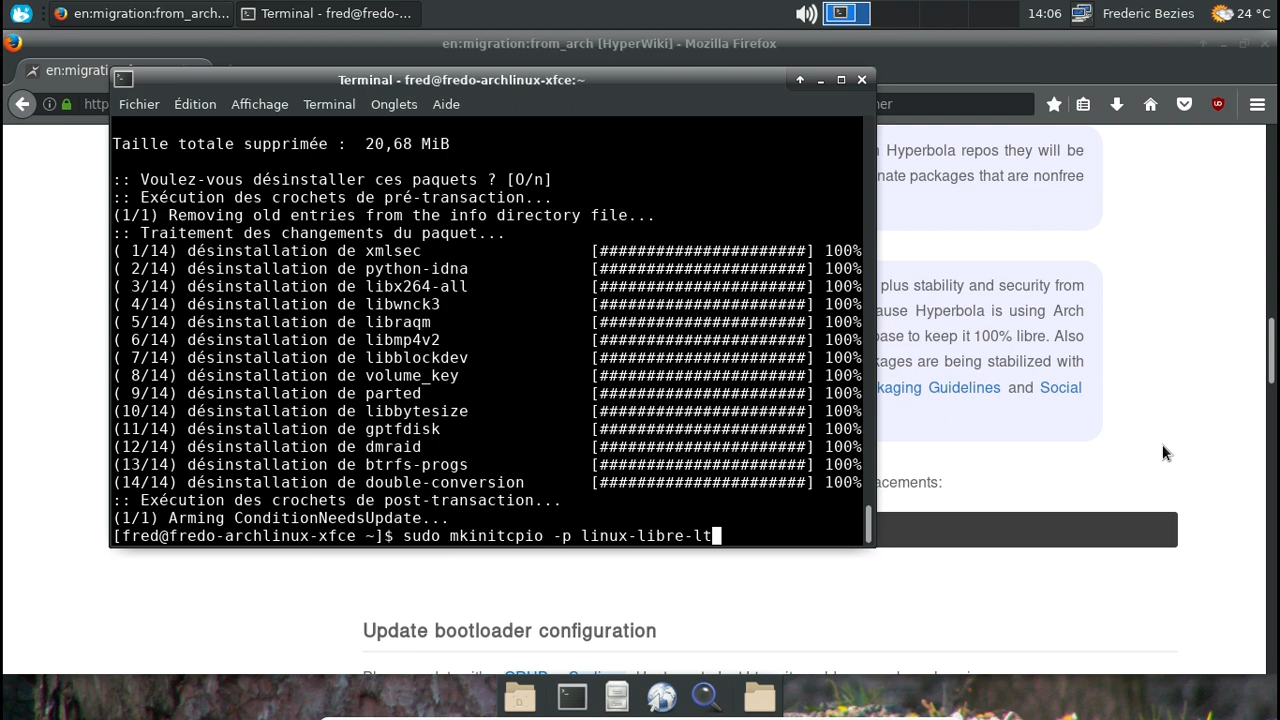 en:migration:from_arch...
Terminal - fred@fredo-...
14:06
Frederic Bezies
24 °C
en:migration:from_arch [HyperWiki] - Mozilla Firefox
en:migrati
http
her
Terminal - fred@fredo-archlinux-xfce:~
Fichier Édition Affichage Terminal Onglets Aide
Taille totale supprimée : 20,68 MiB
:: Voulez-vous désinstaller ces paquets ? [O/n]
:: Exécution des crochets de pré-transaction...
(1/1) Removing old entries from the info directory file...
:: Traitement des changements du paquet...
( 1/14) désinstallation de xmlsec [######################] 100%
( 2/14) désinstallation de python-idna [######################] 100%
( 3/14) désinstallation de libx264-all [######################] 100%
( 4/14) désinstallation de libwnck3 [######################] 100%
( 5/14) désinstallation de libraqm [######################] 100%
( 6/14) désinstallation de libmp4v2 [######################] 100%
( 7/14) désinstallation de libblockdev [######################] 100%
( 8/14) désinstallation de volume_key [######################] 100%
( 9/14) désinstallation de parted [######################] 100%
(10/14) désinstallation de libbytesize [######################] 100%
(11/14) désinstallation de gptfdisk [######################] 100%
(12/14) désinstallation de dmraid [######################] 100%
(13/14) désinstallation de btrfs-progs [######################] 100%
(14/14) désinstallation de double-conversion [######################] 100%
:: Exécution des crochets de post-transaction...
(1/1) Arming ConditionNeedsUpdate...
[fred@fredo-archlinux-xfce ~]$ sudo mkinitcpio -p linux-libre-lt
n Hyperbola repos they will be
nate packages that are nonfree
plus stability and security from
ause Hyperbola is using Arch
base to keep it 100% libre. Also
kages are being stabilized with
kaging Guidelines and Social
acements:
Update bootloader configuration